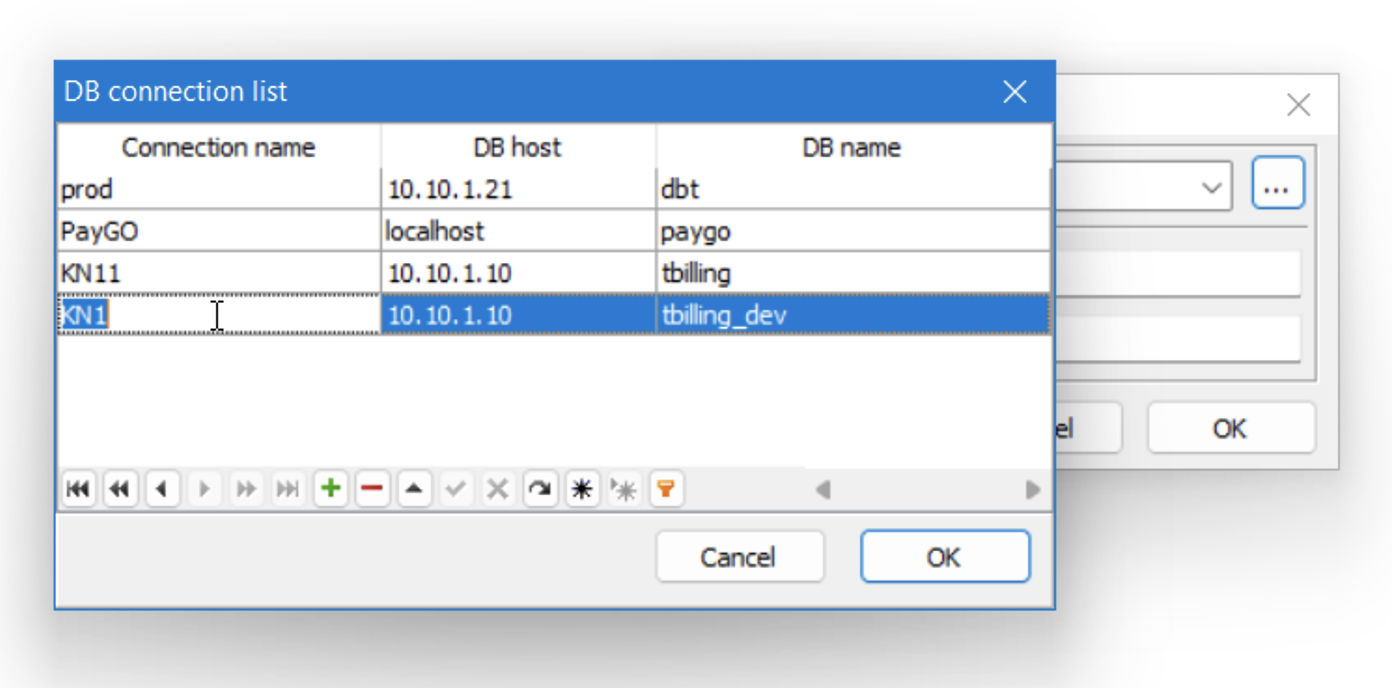 DB connection list
Connection name DB host DB name
prod 10.10.1.21 dbt
...
PayGO localhost paygo
KN11 10.10.1.10 tbilling
KN1 10.10.1.10 tbilling_dev
el OK
Cancel OK